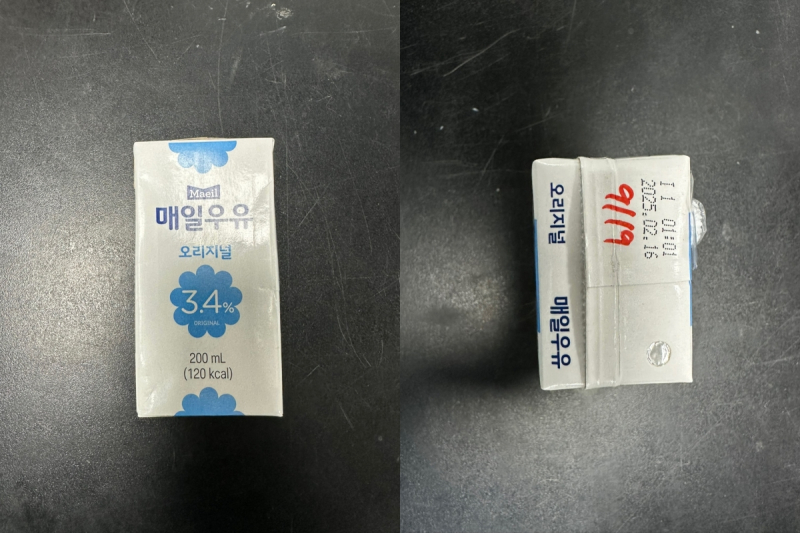 Maeil
매일우유
오리지널
3.4%
ORIGINAL
200 mL
(120 kcal)
I 1 01:01
2025.02.16
9/19
오리지널 매일우유